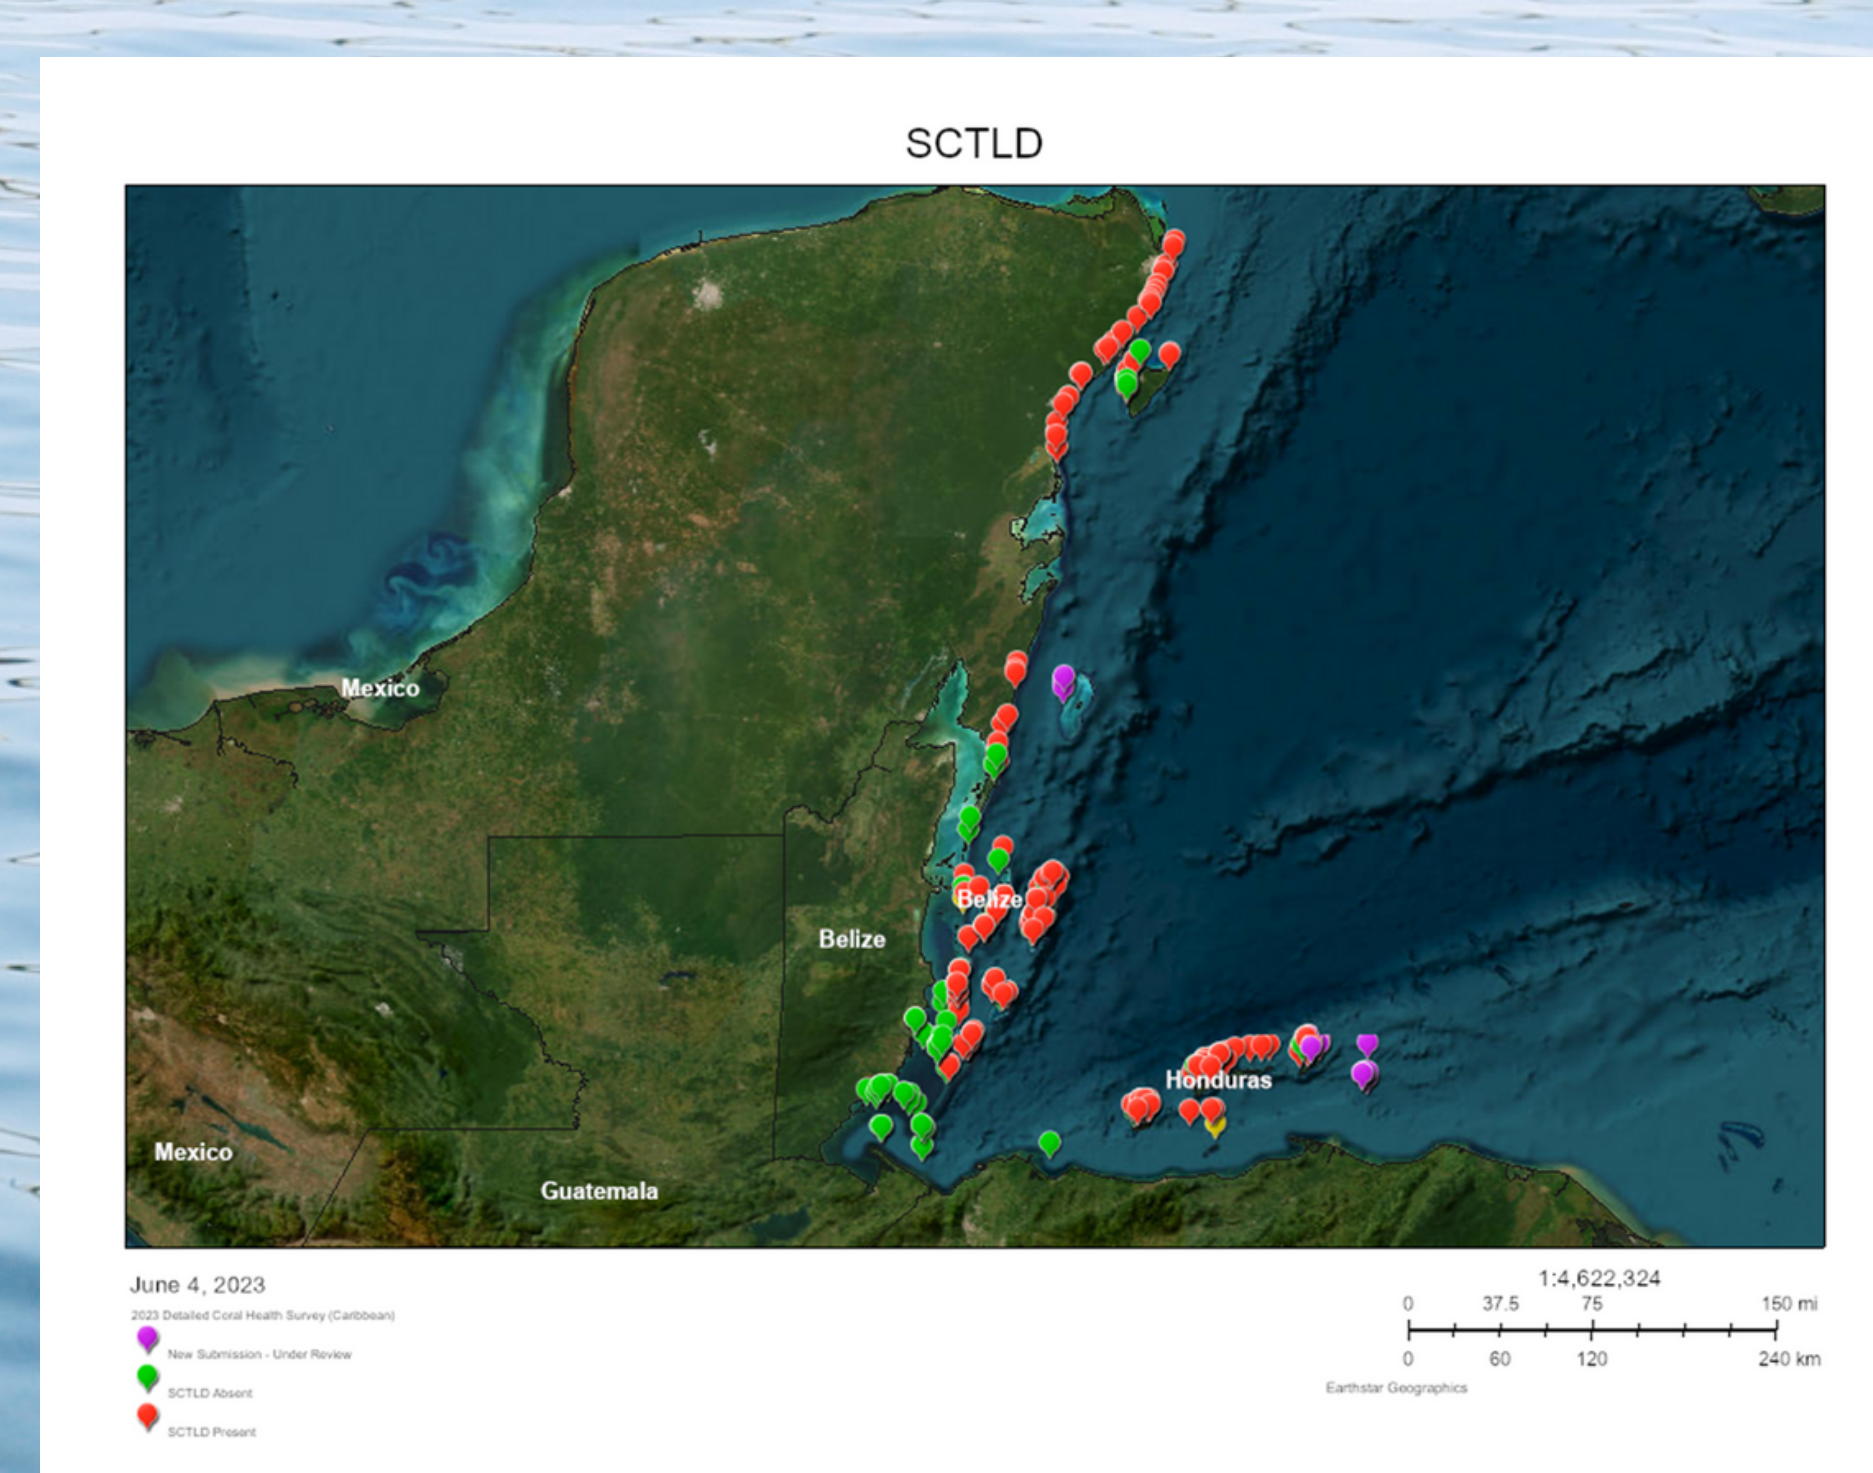 SCTLD
Mexico
Belize
Belize
Honduras
Mexico
Guatemala
June 4, 2023
2023 Detailed Coral Health Survey (Caribbean)
New Submission - Under Review
SCTLD Absent
SCTLD Present
1:4,622,324
0 37.5 75 150 mi
0 60 120 240 km
Earthstar Geographics